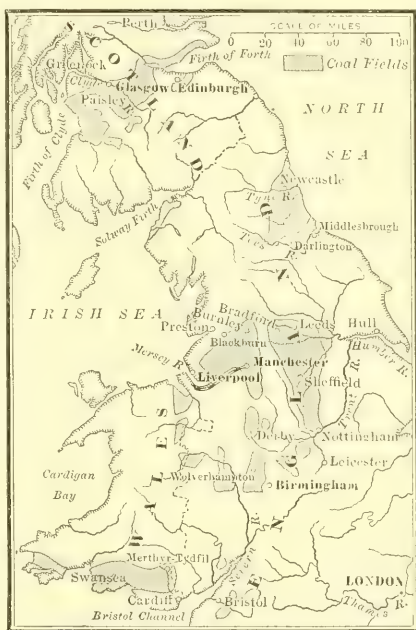 Perth
SCALE OF MILES
0 20 40 60 100
SCOTLAND
Firth of Forth
Coal Fields
Greenock
Clyde R.
Glasgow
Edinburgh
Paisley
NORTH
SEA
Firth of Clyde
Newcastle
Tyne R.
Solway Firth
Middlesbrough
Tees R.
Darlington
IRISH SEA
Bradford
Leeds
Hull
Burnley
Preston
Blackburn
Humber R.
Mersey R.
Manchester
Liverpool
Sheffield
Trent R.
Derby
Nottingham
Cardigan
Bay
WALES
Wolverhampton
Leicester
Birmingham
ENGLAND
Merthyr-Tydfil
Severn R.
Swansea
LONDON
Cardiff
Bristol
Thames R.
Bristol Channel